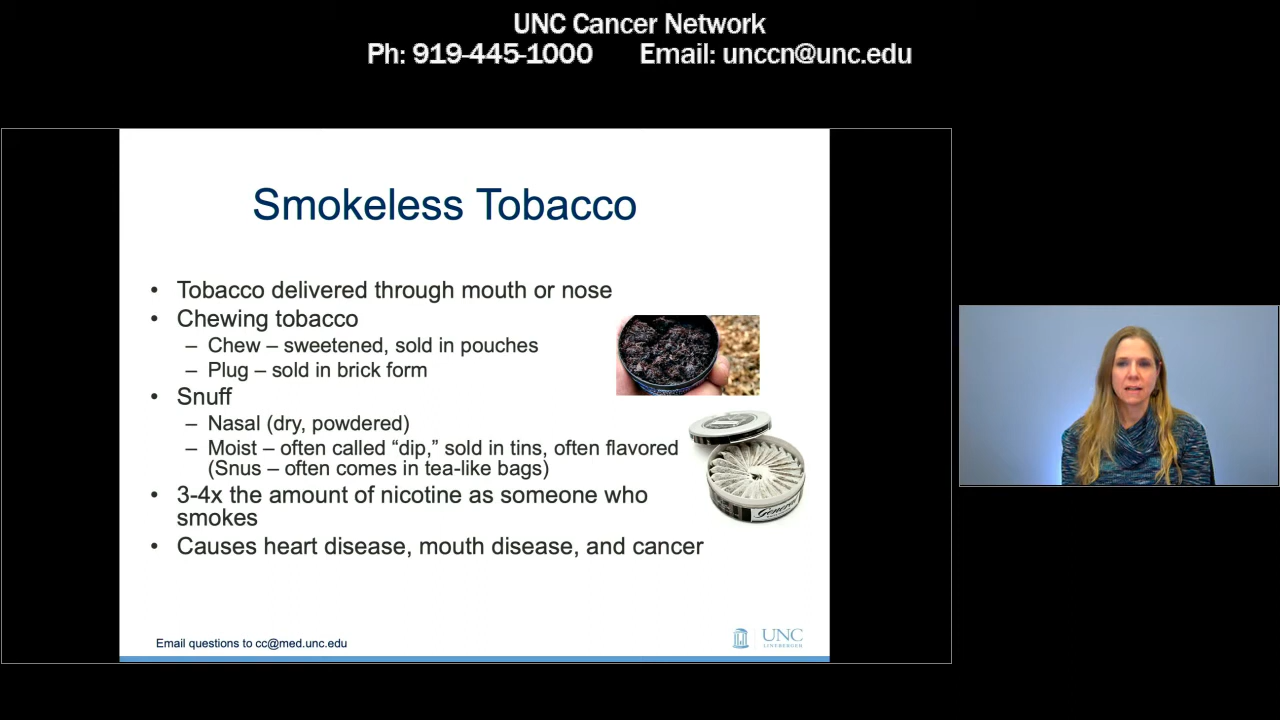 UNC Cancer Network
Ph: 919-445-1000 Email: unccn@unc.edu
Smokeless Tobacco
• Tobacco delivered through mouth or nose
• Chewing tobacco
– Chew – sweetened, sold in pouches
– Plug – sold in brick form
• Snuff
– Nasal (dry, powdered)
– Moist – often called “dip,” sold in tins, often flavored
(Snus – often comes in tea-like bags)
• 3-4x the amount of nicotine as someone who
smokes
• Causes heart disease, mouth disease, and cancer
General
Email questions to cc@med.unc.edu
UNC
LINEBERGER